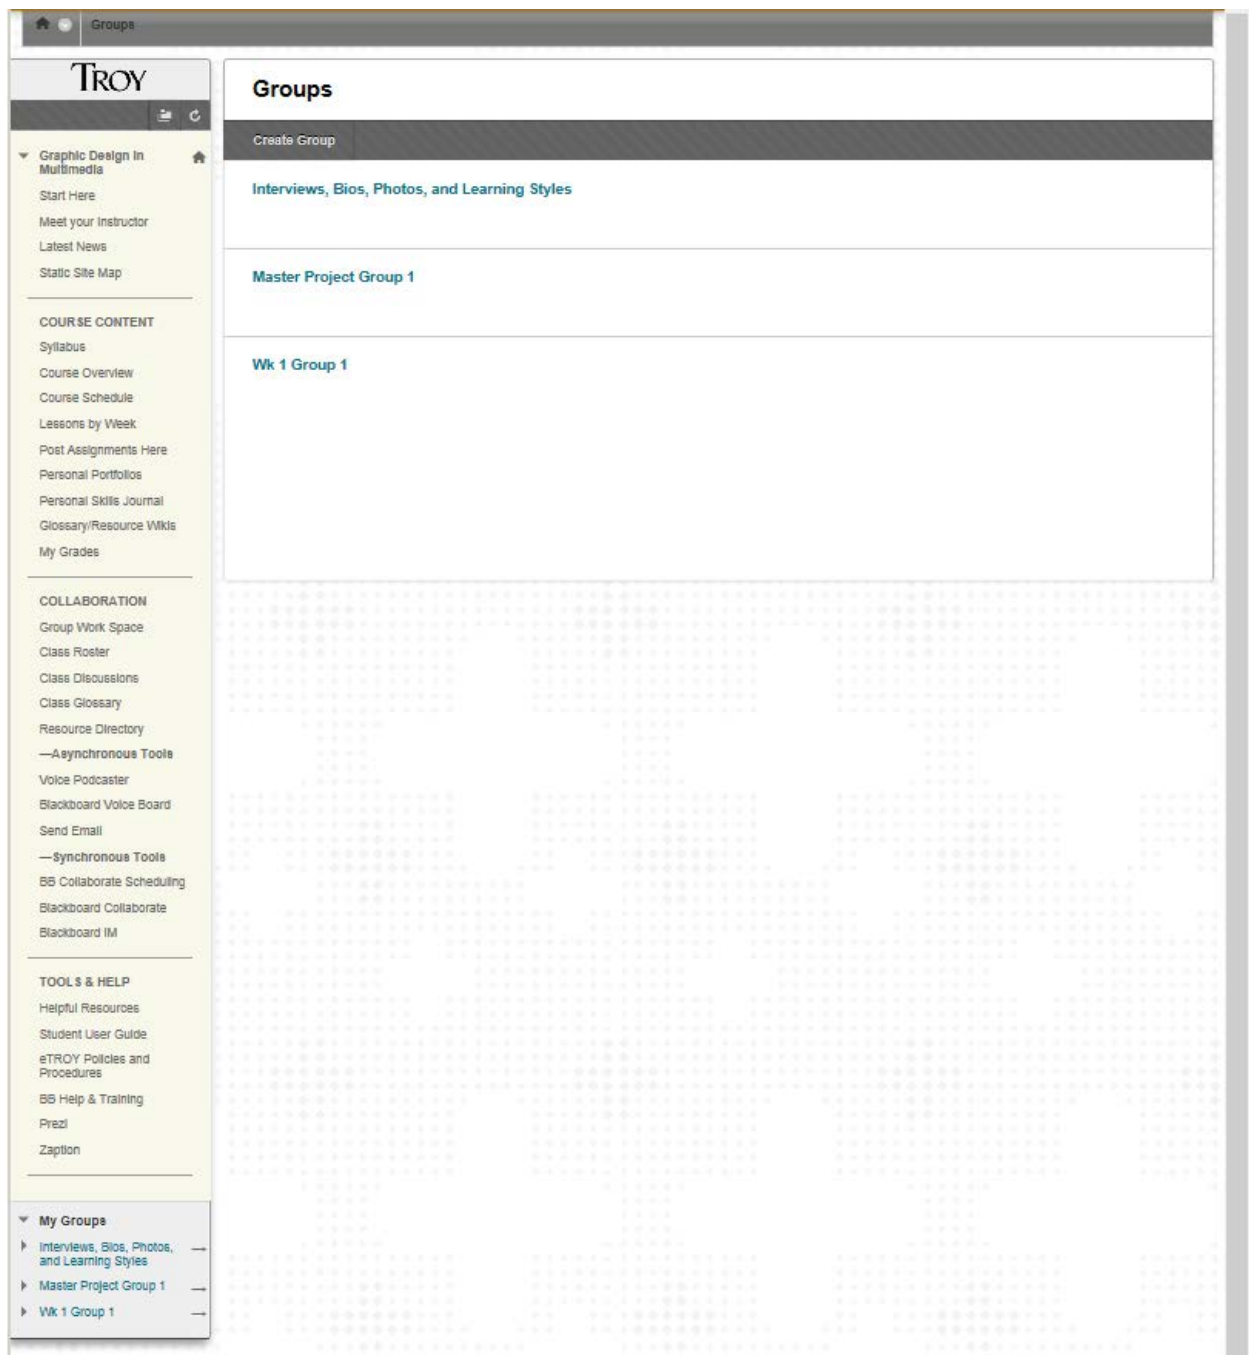 Groups
TROY
Graphic Design in
Multimedia
Start Here
Meet your Instructor
Latest News
Static Site Map
COURSE CONTENT
Syllabus
Course Overview
Course Schedule
Lessons by Week
Post Assignments Here
Personal Portfolios
Personal Skills Journal
Glossary/Resource Wikis
My Grades
COLLABORATION
Group Work Space
Class Roster
Class Discussions
Class Glossary
Resource Directory
—Asynchronous Tools
Voice Podcaster
Blackboard Voice Board
Send Email
—Synchronous Tools
BB Collaborate Scheduling
Blackboard Collaborate
Blackboard IM
TOOLS & HELP
Helpful Resources
Student User Guide
eTROY Policies and
Procedures
BB Help & Training
Prezi
Zaption
My Groups
Interviews, Bios, Photos,
and Learning Styles
Master Project Group 1
Wk 1 Group 1
Groups
Create Group
Interviews, Bios, Photos, and Learning Styles
Master Project Group 1
Wk 1 Group 1